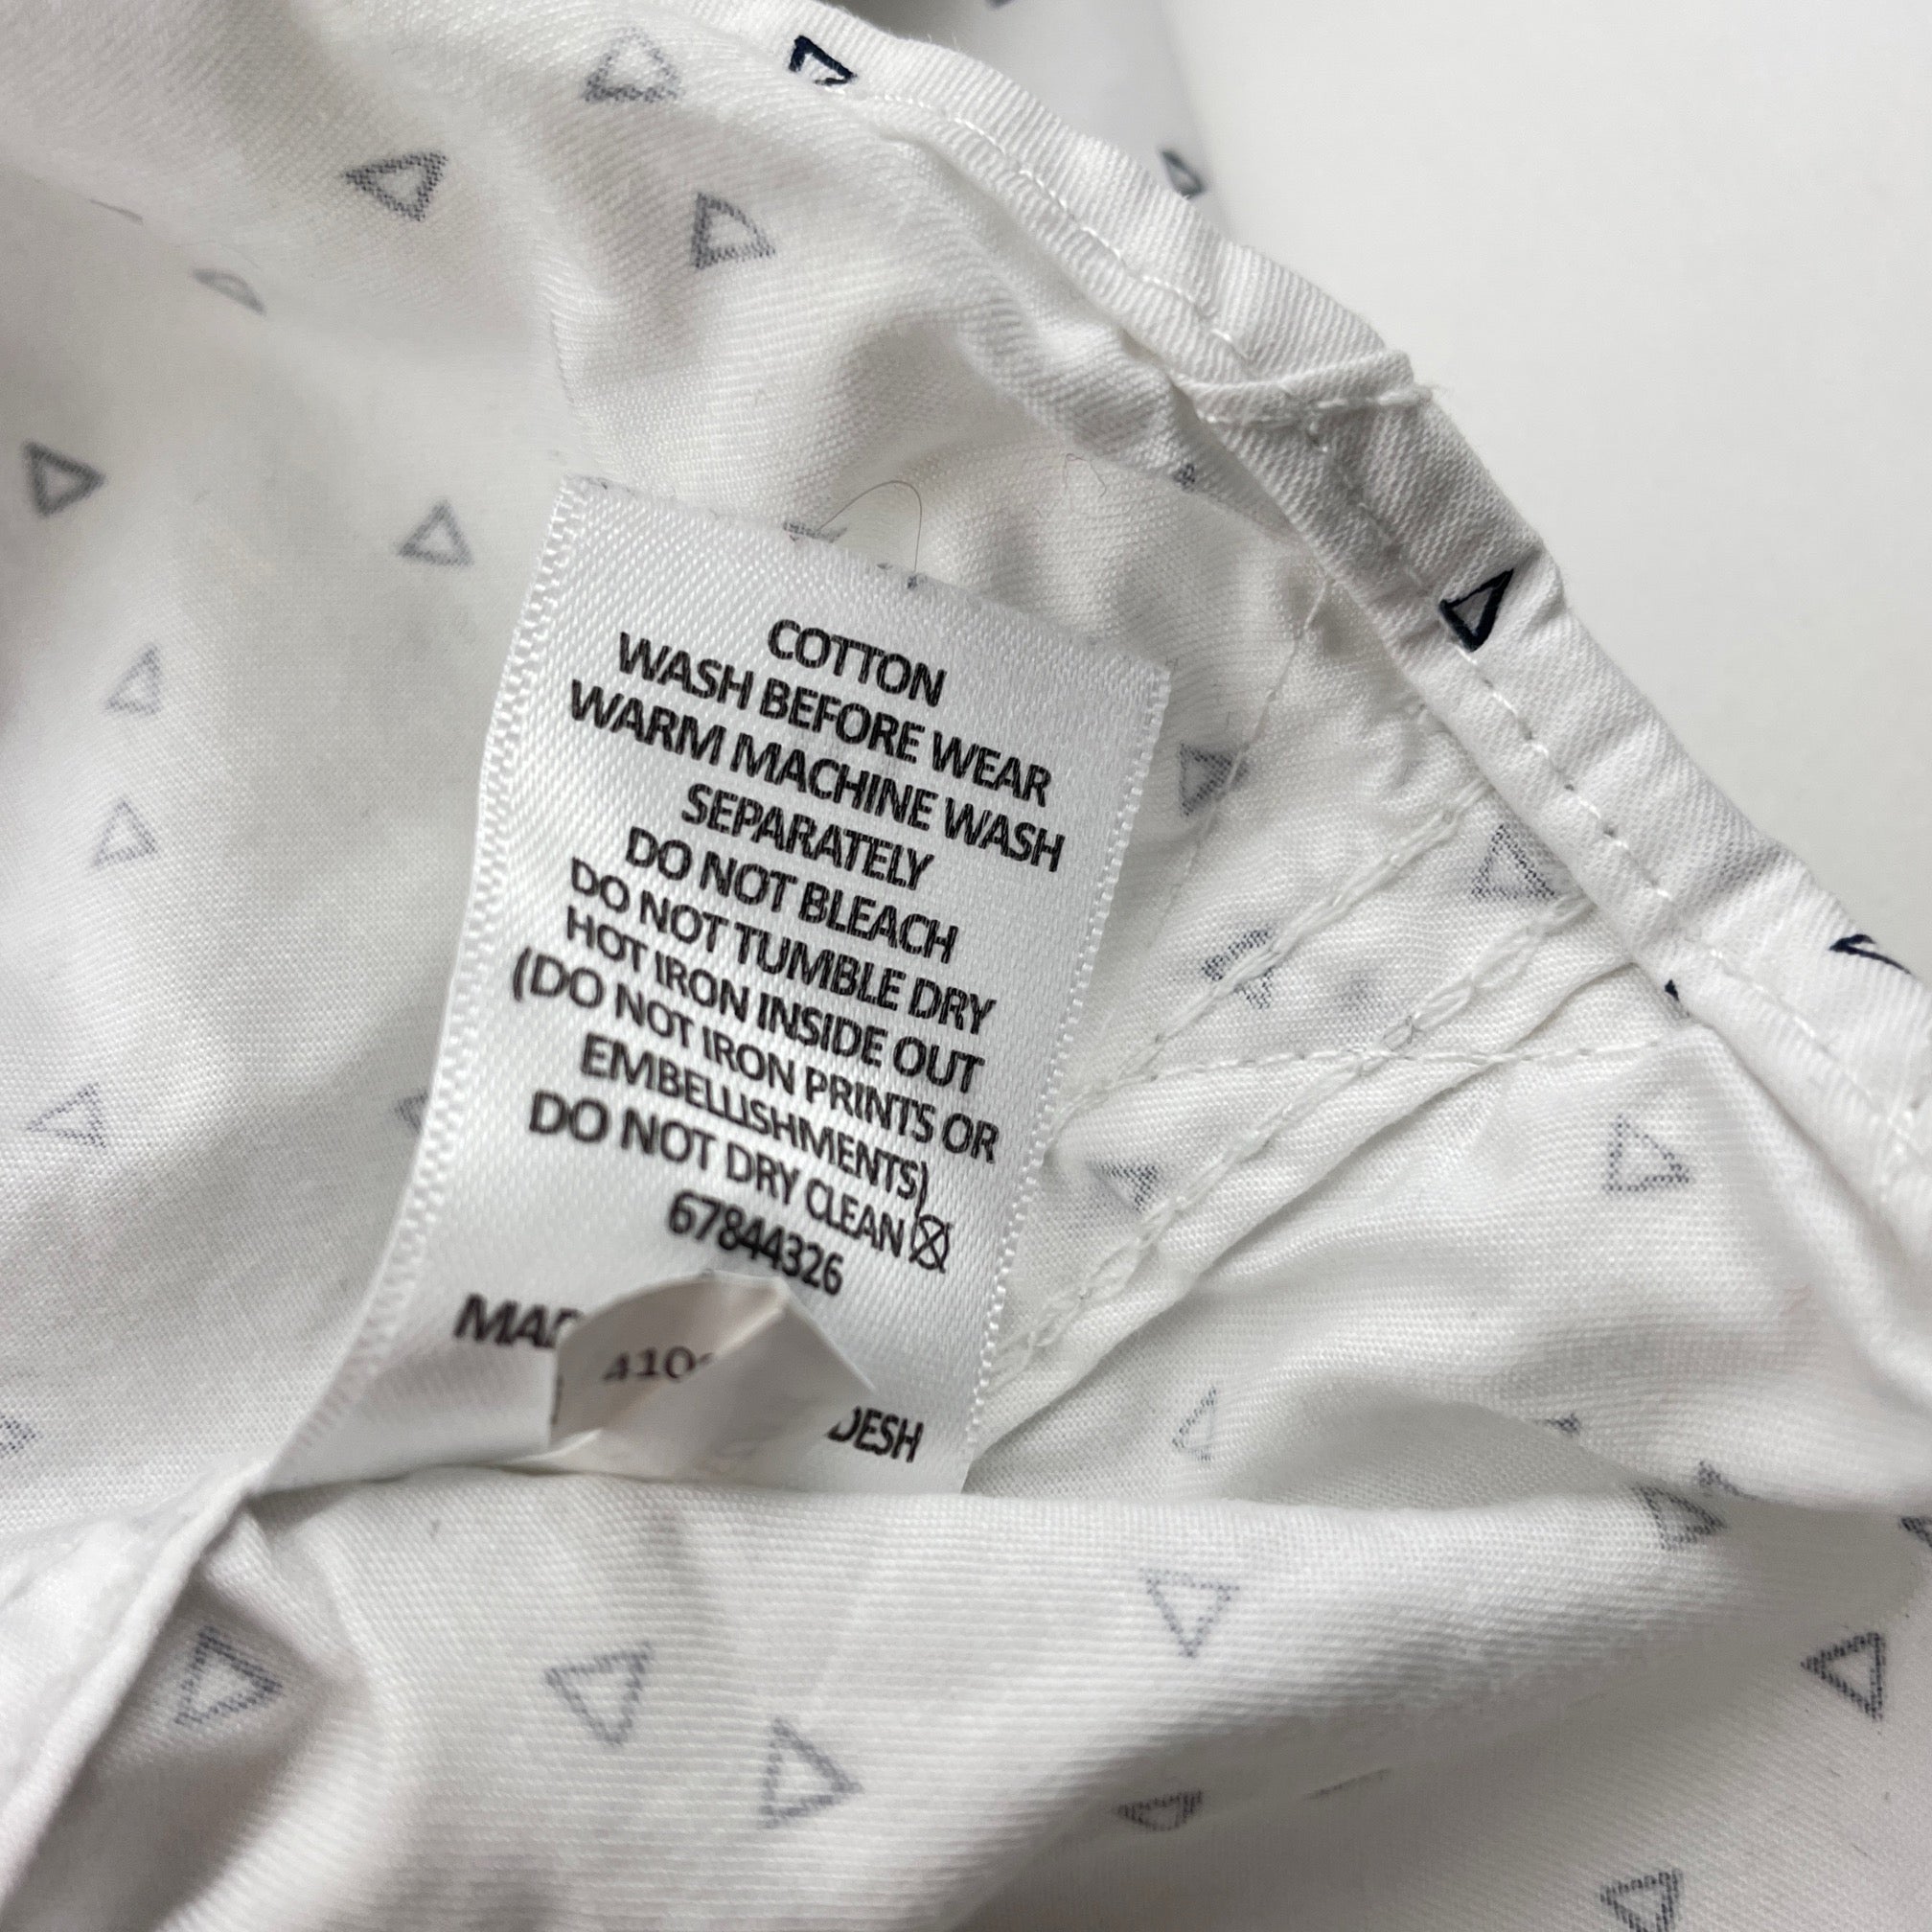 COTTON
WASH BEFORE WEAR
WARM MACHINE WASH
SEPARATELY
DO NOT BLEACH
DO NOT TUMBLE DRY
HOT IRON INSIDE OUT
(DO NOT IRON PRINTS OR
EMBELLISHMENTS)
DO NOT DRY CLEAN
67844326